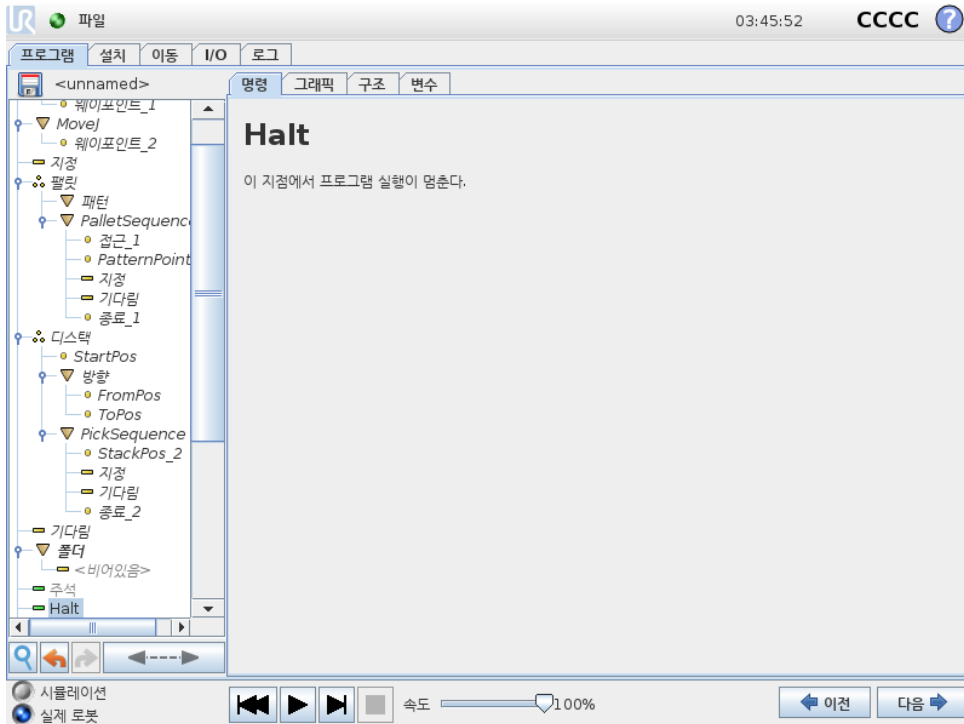 UR 파일 03:45:52 CCCC ?
프로그램 설치 이동 I/O 로그
<unnamed> 명령 그래픽 구조 변수
웨이포인트_1
MoveJ
웨이포인트_2
지정
팔릿
패턴
PalletSequenc
접근_1
PatternPoint
지정
기다림
종료_1
디스택
StartPos
방향
FromPos
ToPos
PickSequence
StackPos_2
지정
기다림
종료_2
기다림
폴더
<비어있음>
주석
Halt
Halt
이 지점에서 프로그램 실행이 멈춘다.
시뮬레이션
실제 로봇
속도 100% 이전 다음